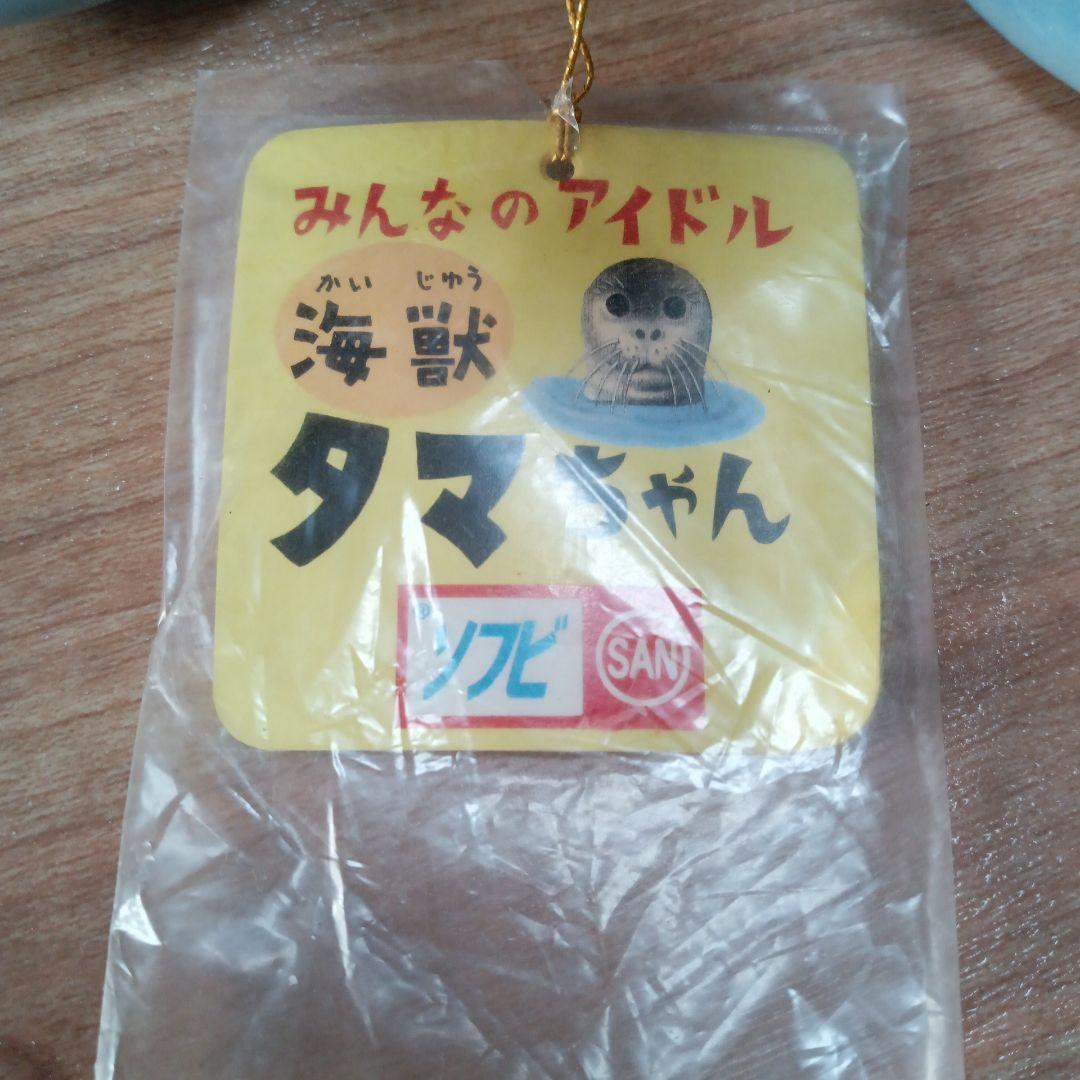 みんなのアイドル
かい じゅう
海獣
タマちゃん
ソフビ SAN